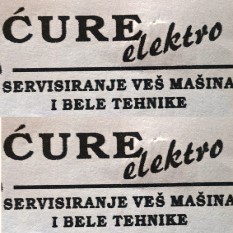 ĆURE elektro
SERVISIRANJE VEŠ MAŠINA
I BELE TEHNIKE
ĆURE elektro
SERVISIRANJE VEŠ MAŠINA
I BELE TEHNIKE